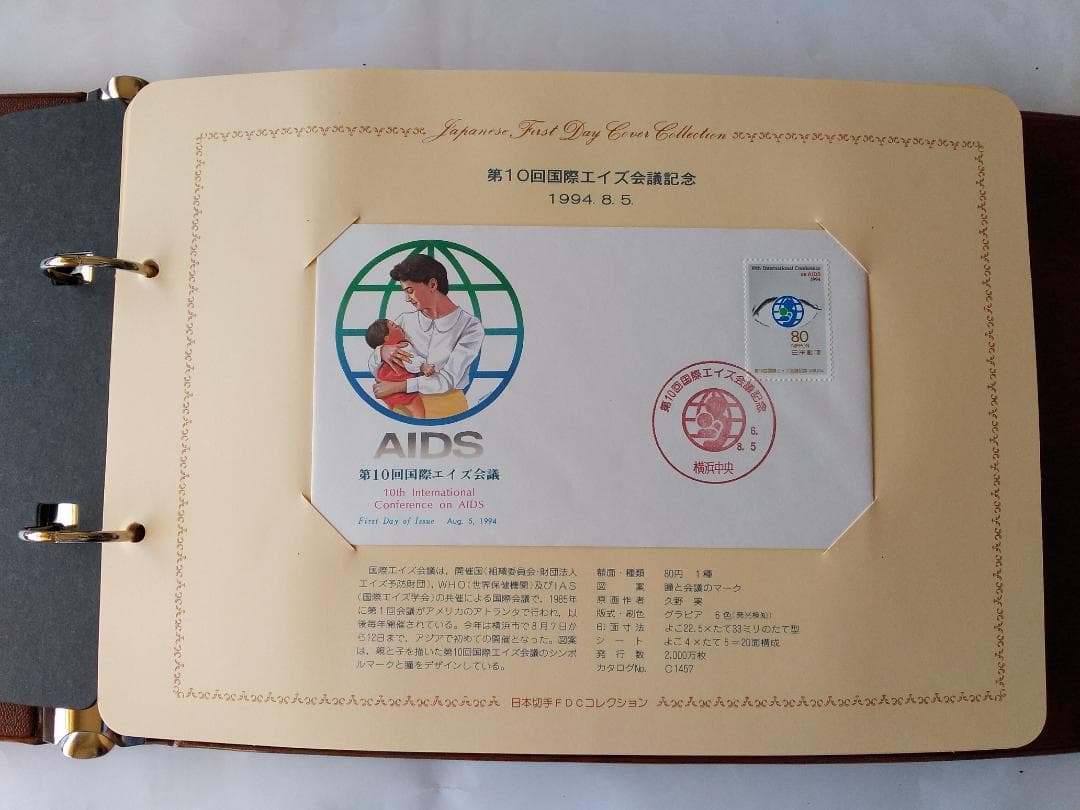 Japanese First Day Cover Collection
第10回国際エイズ会議記念
1994. 8. 5.
10th International Conference
on AIDS
1994
80
NIPPON
日本郵便
第10回国際エイズ会議記念
6.
8.5
横浜中央
AIDS
第10回国際エイズ会議
10th International
Conference on AIDS
First Day of Issue Aug. 5, 1994
国際エイズ会議は、開催国(組織委員会・財団法人
エイズ予防財団)、WHO(世界保健機関)及びIAS
(国際エイズ学会)の共催による国際会議で、1985年
に第1回会議がアメリカのアトランタで行われ、以
後毎年開催されている。今年は横浜市で8月7日か
ら12日まで、アジアで初めての開催となった。図案
は、親と子を描いた第10回国際エイズ会議のシンボ
ルマークと瞳をデザインしている。
額面・種類 80円 1種
図案 瞳と会議のマーク
原画作者 久野 実
版式・刷色 グラビア 6色(発光検知)
印面寸法 よこ22.5×たて33ミリのたて型
シート よこ4×たて5=20面構成
発行数 2,000万枚
カタログNo. C1457
日本切手FDCコレクション